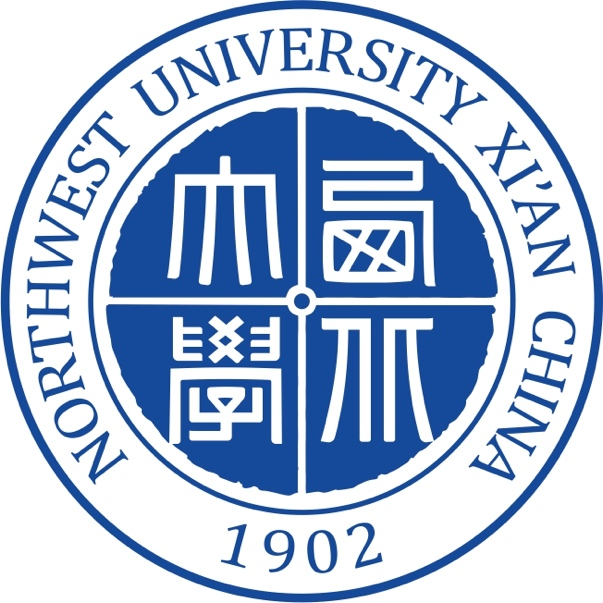 NORTHWEST UNIVERSITY XI'AN CHINA
西北
大學
1902